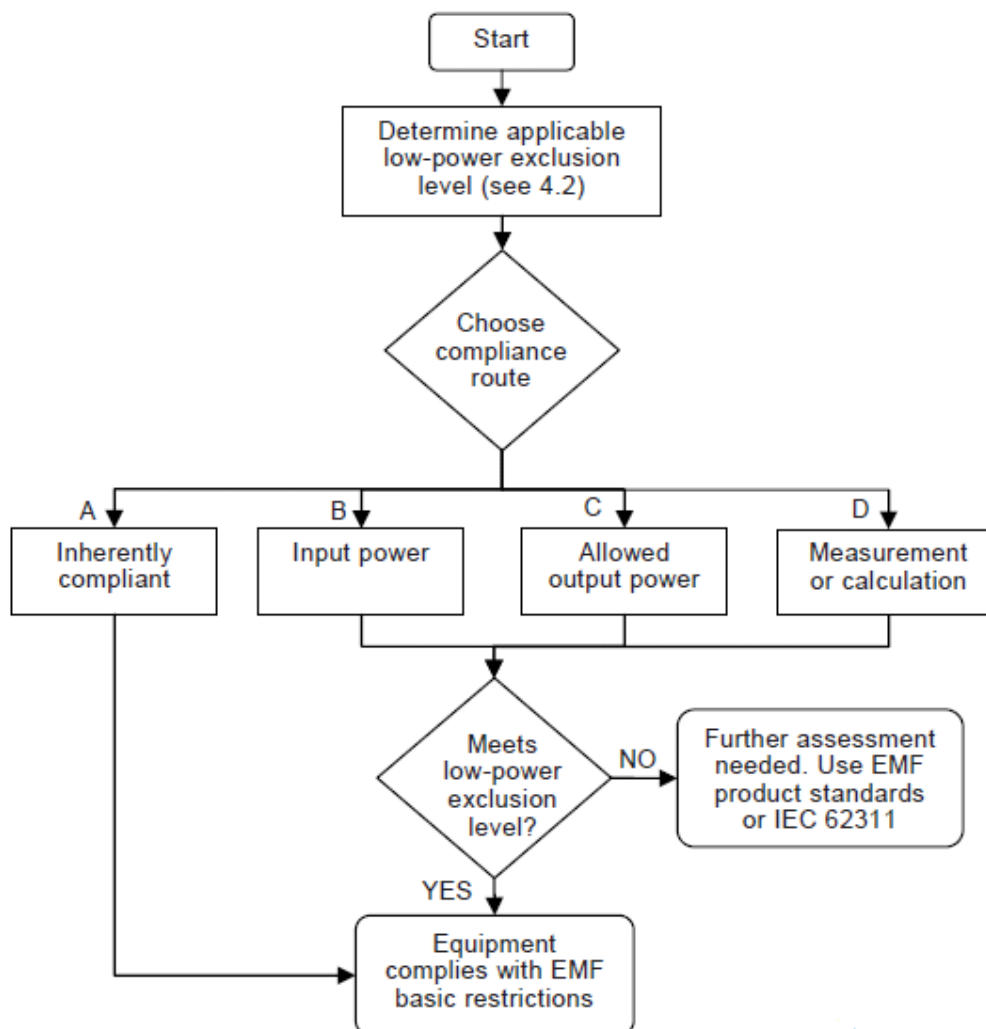 Start
Determine applicable
low-power exclusion
level (see 4.2)
Choose
compliance
route
A
B
C
D
Inherently
compliant
Input power
Allowed
output power
Measurement
or calculation
Meets
low-power
exclusion
level?
NO
Further assessment
needed. Use EMF
product standards
or IEC 62311
YES
Equipment
complies with EMF
basic restrictions